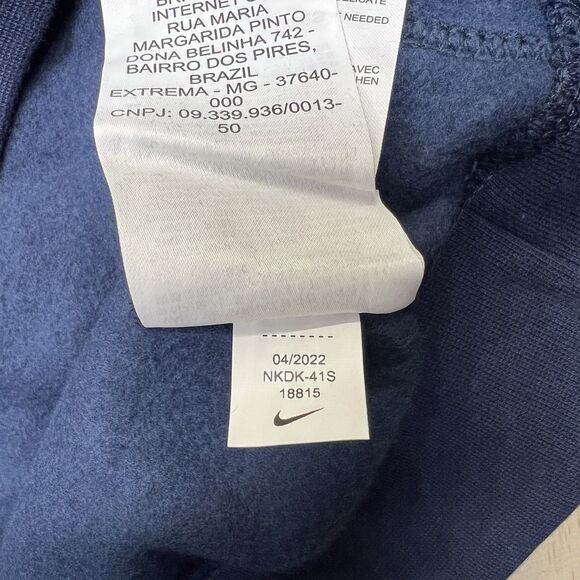 INTERNET
RUA MARIA
MARGARIDA PINTO
DONA BELINHA 742 -
BAIRRO DOS PIRES,
BRAZIL
EXTREMA - MG - 37640-
000
CNPJ: 09.339.936/0013-
50
DELICATE
NEEDED
AVEC
04/2022
NKDK-41S
18815